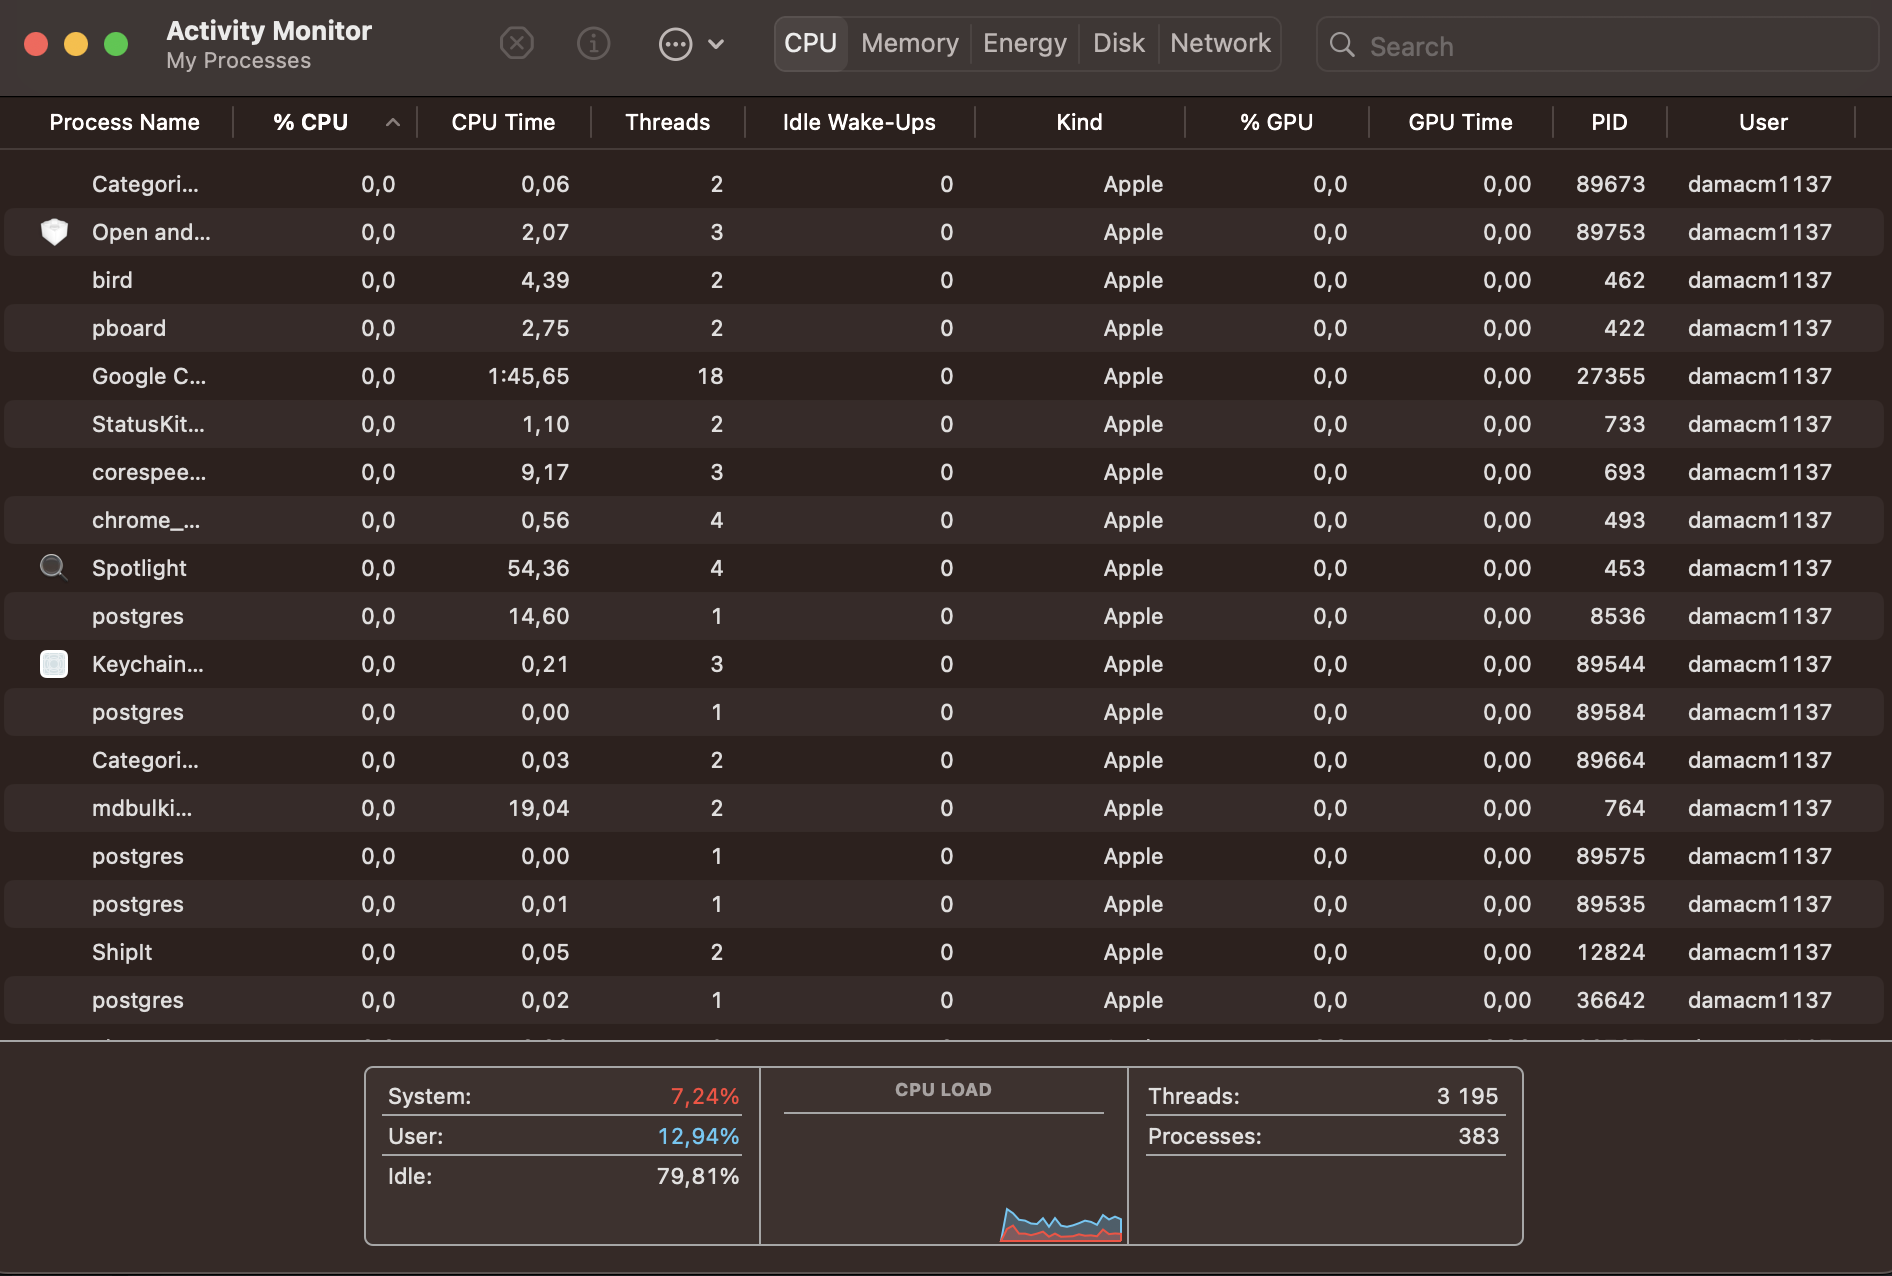 Activity Monitor
My Processes
CPU Memory Energy Disk Network Search
Process Name % CPU CPU Time Threads Idle Wake-Ups Kind % GPU GPU Time PID User
Categori... 0,0 0,06 2 0 Apple 0,0 0,00 89673 damacm1137
Open and... 0,0 2,07 3 0 Apple 0,0 0,00 89753 damacm1137
bird 0,0 4,39 2 0 Apple 0,0 0,00 462 damacm1137
pboard 0,0 2,75 2 0 Apple 0,0 0,00 422 damacm1137
Google C... 0,0 1:45,65 18 0 Apple 0,0 0,00 27355 damacm1137
StatusKit... 0,0 1,10 2 0 Apple 0,0 0,00 733 damacm1137
corespee... 0,0 9,17 3 0 Apple 0,0 0,00 693 damacm1137
chrome_... 0,0 0,56 4 0 Apple 0,0 0,00 493 damacm1137
Spotlight 0,0 54,36 4 0 Apple 0,0 0,00 453 damacm1137
postgres 0,0 14,60 1 0 Apple 0,0 0,00 8536 damacm1137
Keychain... 0,0 0,21 3 0 Apple 0,0 0,00 89544 damacm1137
postgres 0,0 0,00 1 0 Apple 0,0 0,00 89584 damacm1137
Categori... 0,0 0,03 2 0 Apple 0,0 0,00 89664 damacm1137
mdbulki... 0,0 19,04 2 0 Apple 0,0 0,00 764 damacm1137
postgres 0,0 0,00 1 0 Apple 0,0 0,00 89575 damacm1137
postgres 0,0 0,01 1 0 Apple 0,0 0,00 89535 damacm1137
ShipIt 0,0 0,05 2 0 Apple 0,0 0,00 12824 damacm1137
postgres 0,0 0,02 1 0 Apple 0,0 0,00 36642 damacm1137
System: 7,24%
User: 12,94%
Idle: 79,81%
CPU LOAD
Threads: 3 195
Processes: 383